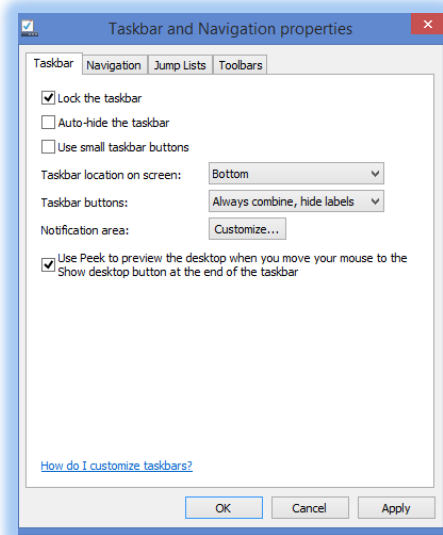 Taskbar and Navigation properties
Taskbar Navigation Jump Lists Toolbars
Lock the taskbar
Auto-hide the taskbar
Use small taskbar buttons
Taskbar location on screen: Bottom
Taskbar buttons: Always combine, hide labels
Notification area: Customize...
Use Peek to preview the desktop when you move your mouse to the
Show desktop button at the end of the taskbar
How do I customize taskbars?
OK Cancel Apply